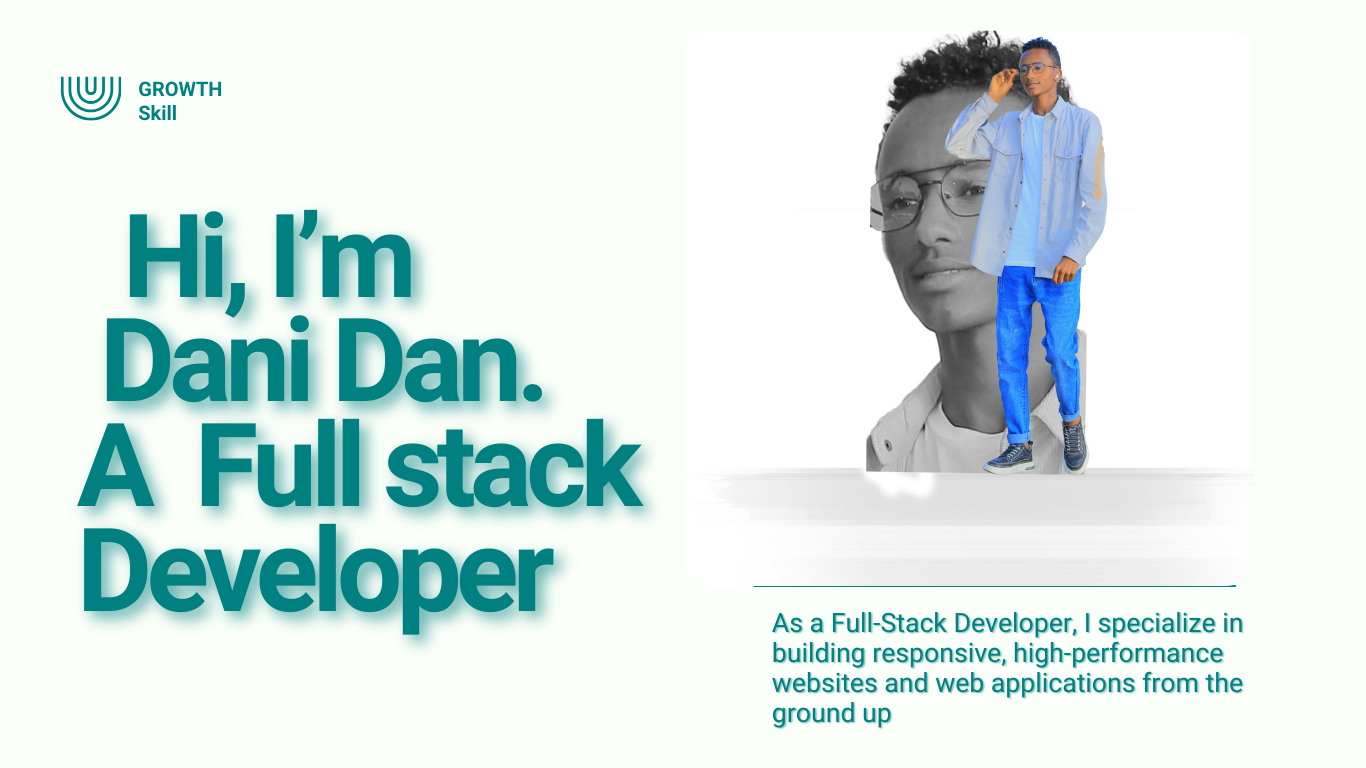 GROWTH
Skill
Hi, I’m
Dani Dan.
A Full stack
Developer
As a Full-Stack Developer, I specialize in
building responsive, high-performance
websites and web applications from the
ground up